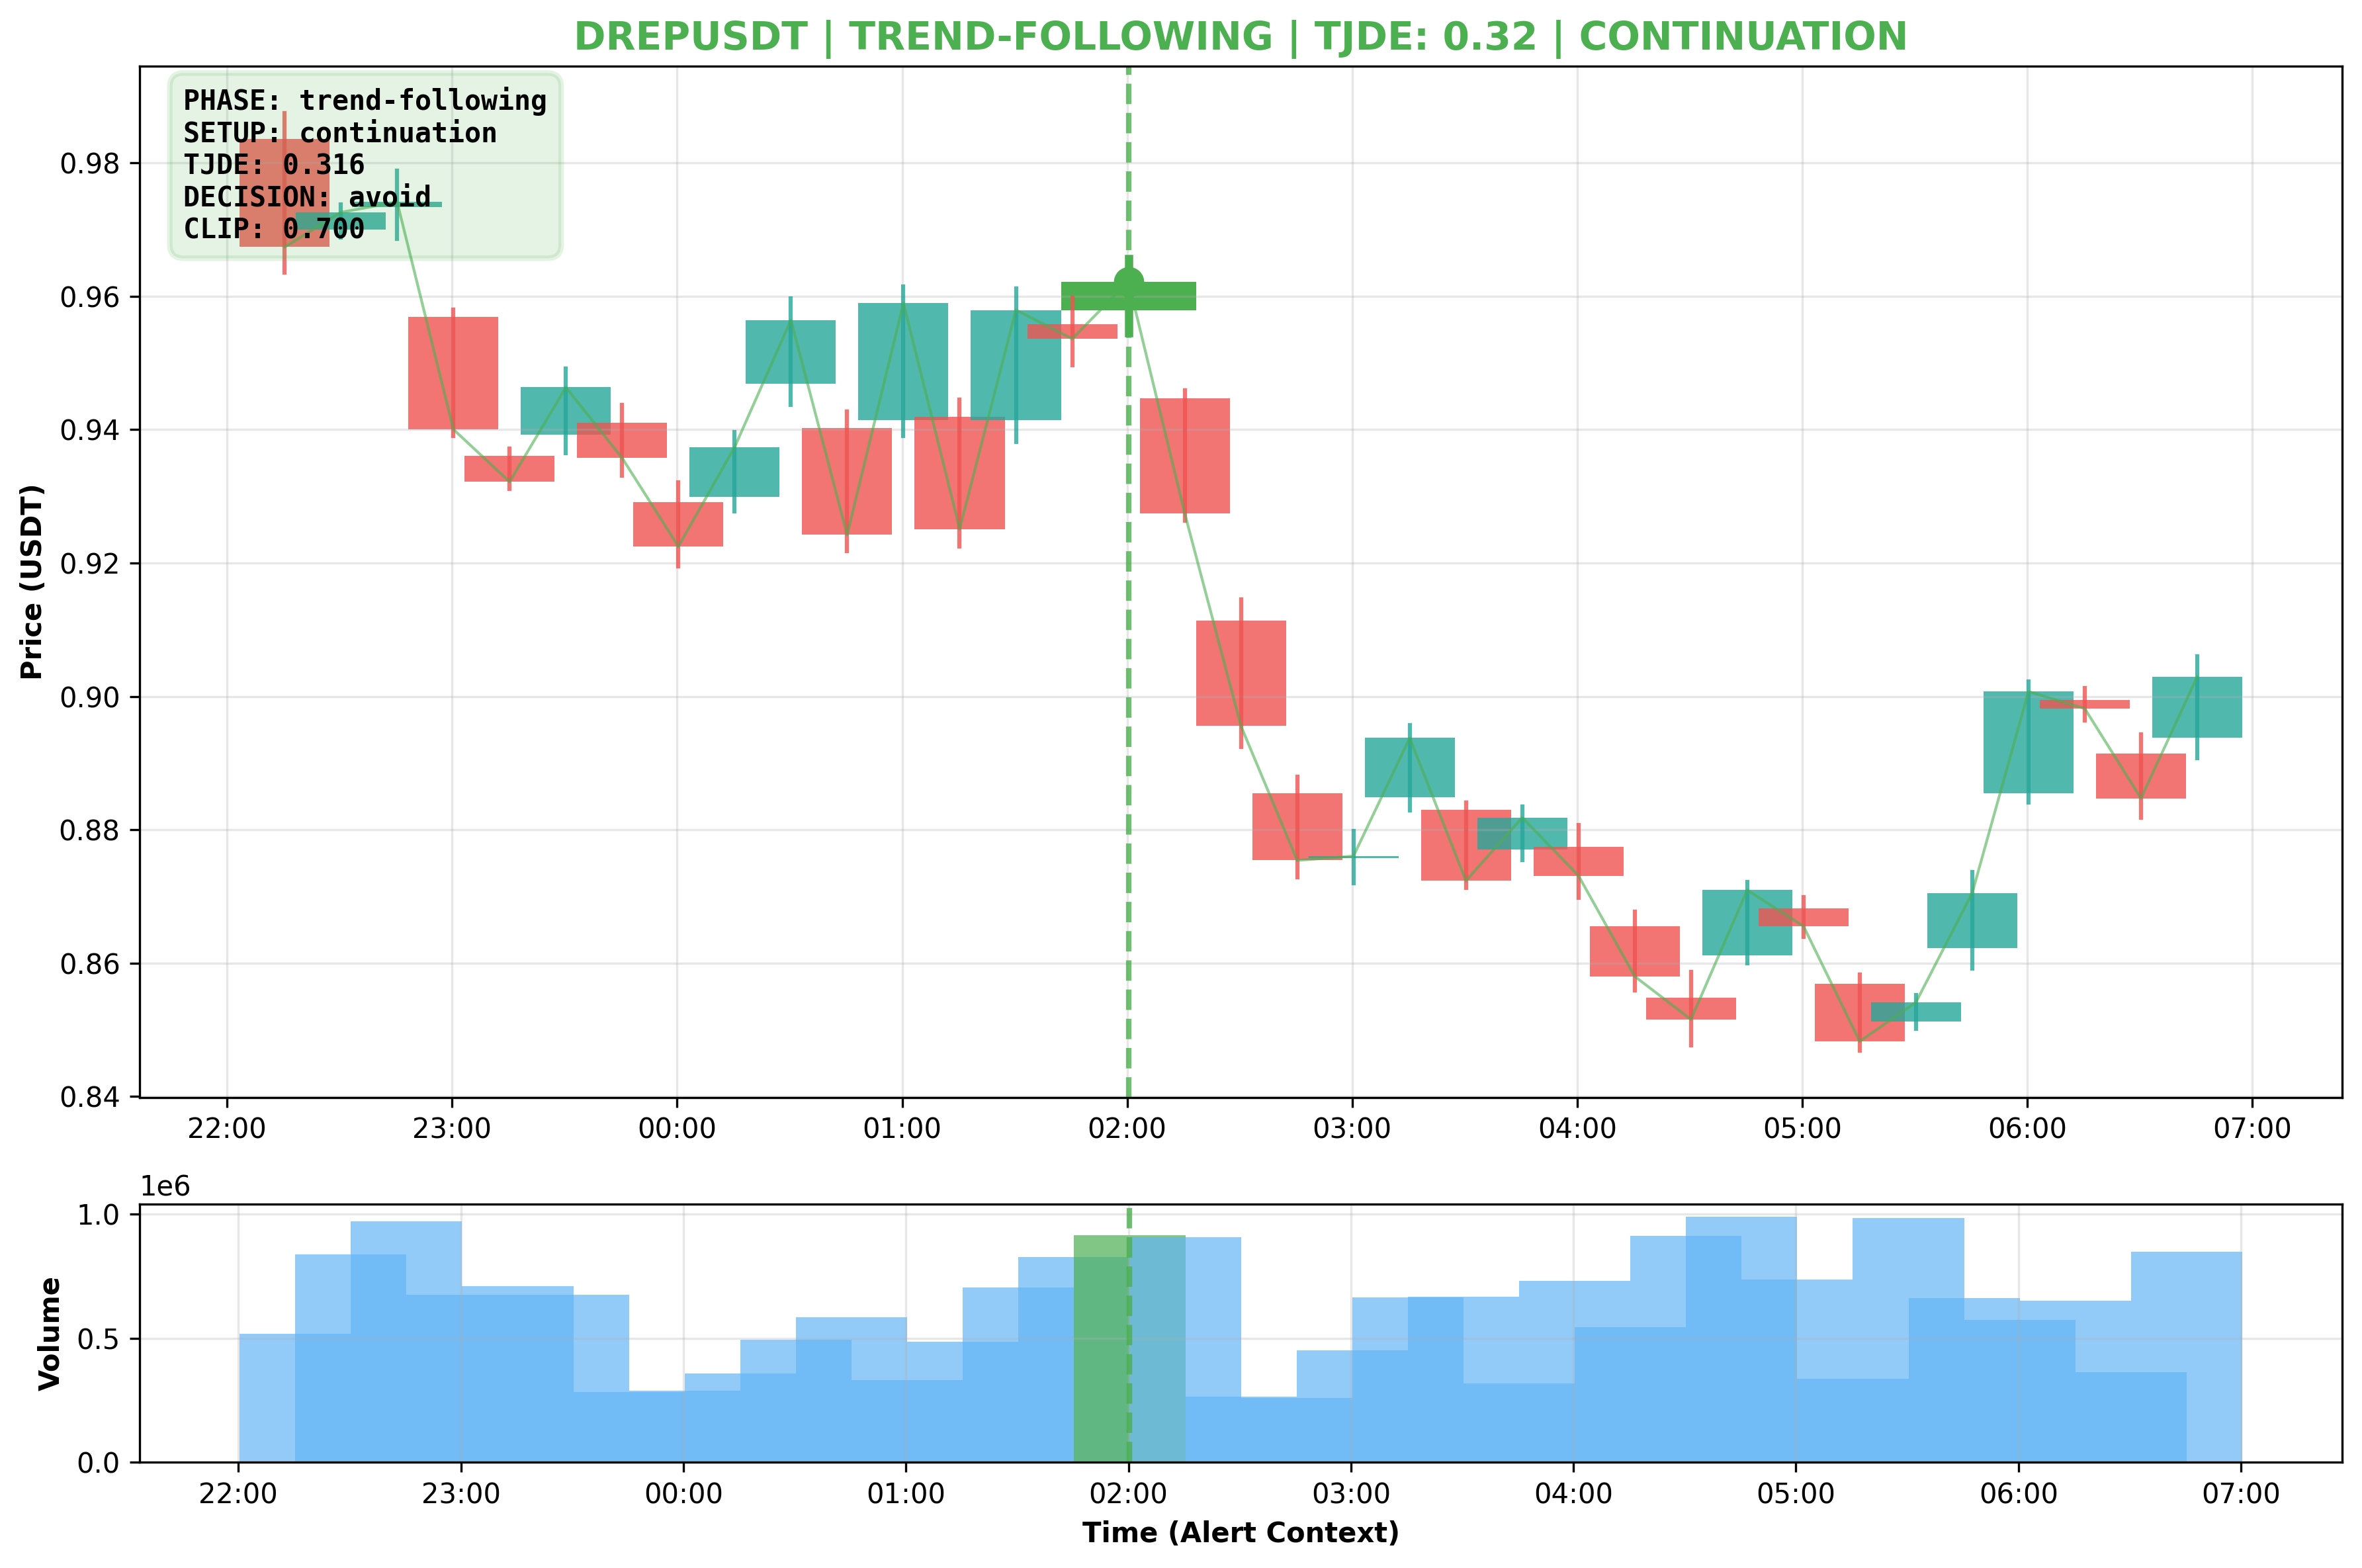 DREPUSDT | TREND-FOLLOWING | TJDE: 0.32 | CONTINUATION
PHASE: trend-following
SETUP: continuation
TJDE: 0.316
DECISION: avoid
CLIP: 0.700
Price (USDT)
0.98
0.96
0.94
0.92
0.90
0.88
0.86
0.84
22:00 23:00 00:00 01:00 02:00 03:00 04:00 05:00 06:00 07:00
1e6
Volume
1.0
0.5
0.0
22:00 23:00 00:00 01:00 02:00 03:00 04:00 05:00 06:00 07:00
Time (Alert Context)